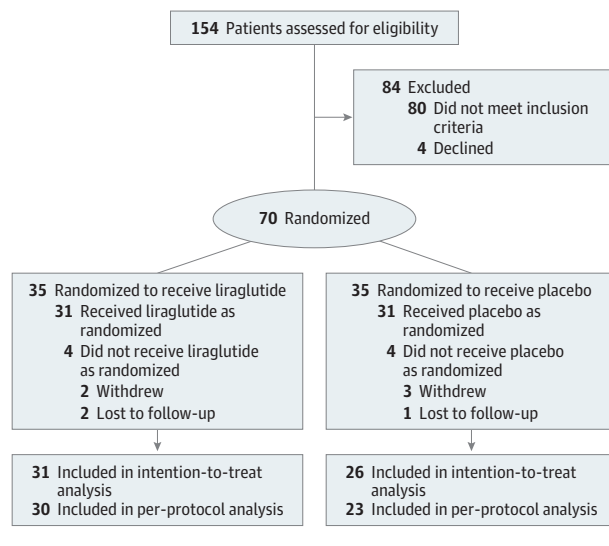 154 Patients assessed for eligibility
84 Excluded
80 Did not meet inclusion
criteria
4 Declined
70 Randomized
35 Randomized to receive liraglutide
31 Received liraglutide as
randomized
4 Did not receive liraglutide
as randomized
2 Withdrew
2 Lost to follow-up
35 Randomized to receive placebo
31 Received placebo as
randomized
4 Did not receive placebo
as randomized
3 Withdrew
1 Lost to follow-up
31 Included in intention-to-treat
analysis
30 Included in per-protocol analysis
26 Included in intention-to-treat
analysis
23 Included in per-protocol analysis